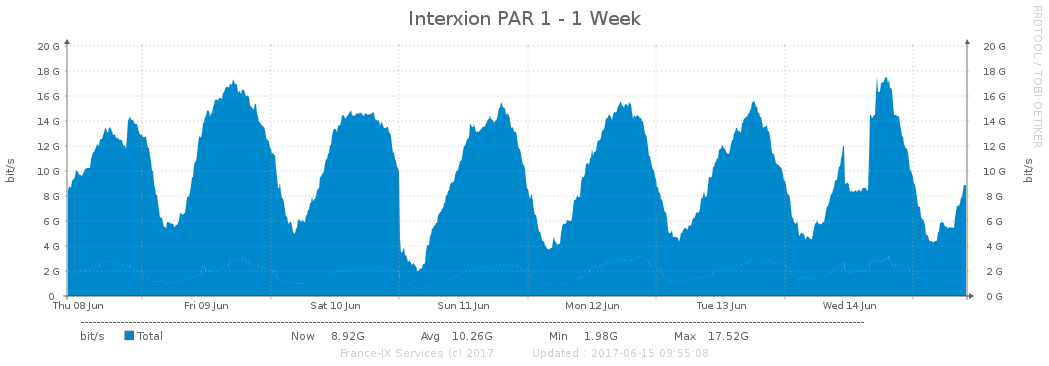 Interxion PAR 1 - 1 Week
RRDTOOL / TOBI OETIKER
bit/s
bit/s
20 G 20 G
18 G 18 G
16 G 16 G
14 G 14 G
12 G 12 G
10 G 10 G
8 G 8 G
6 G 6 G
4 G 4 G
2 G 2 G
0 0 G
Thu 08 Jun Fri 09 Jun Sat 10 Jun Sun 11 Jun Mon 12 Jun Tue 13 Jun Wed 14 Jun
bit/s Total Now 8.92G Avg 10.26G Min 1.98G Max 17.52G
France-IX Services (c) 2017 Updated : 2017-06-15 09:55:08